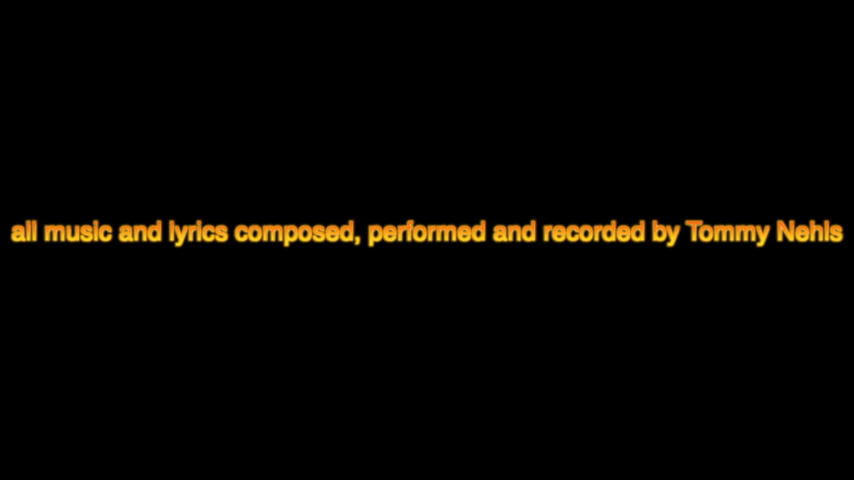 all music and lyrics composed, performed and recorded by Tommy Nehls